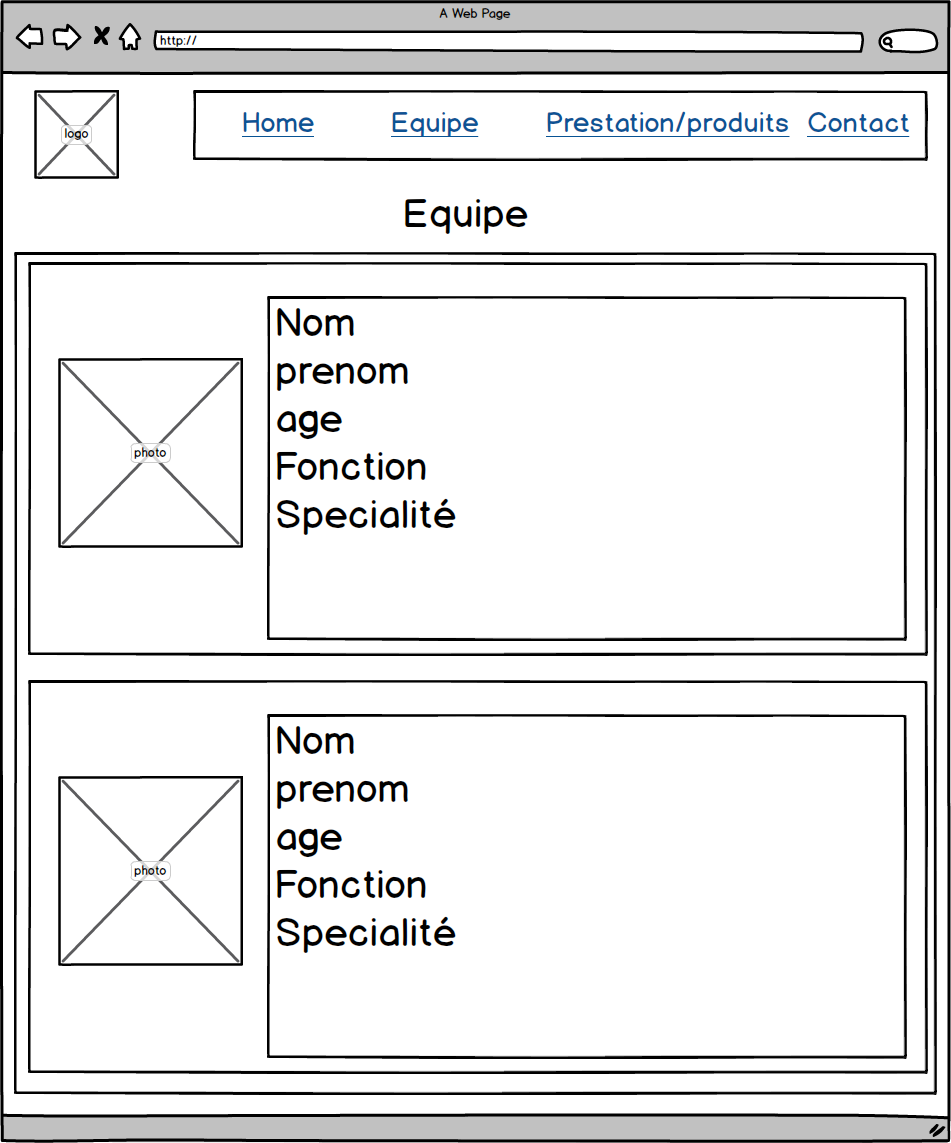 A Web Page
http://
logo
Home Equipe Prestation/produits Contact
Equipe
Nom
prenom
age
Fonction
Specialité
photo
Nom
prenom
age
Fonction
Specialité
photo